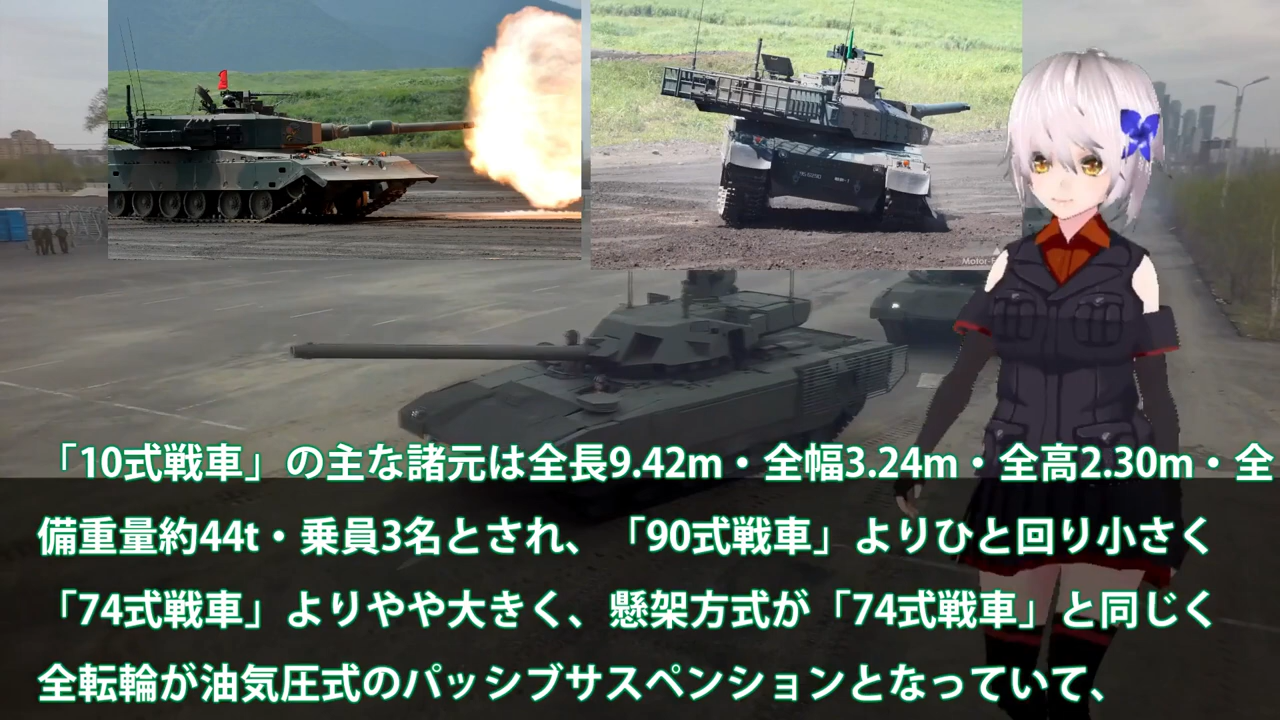 Motor-F
「10式戦車」の主な諸元は全長9.42m・全幅3.24m・全高2.30m・全
備重量約44t・乗員3名とされ、「90式戦車」よりひと回り小さく
「74式戦車」よりやや大きく、懸架方式が「74式戦車」と同じく
全転輪が油気圧式のパッシブサスペンションとなっていて、